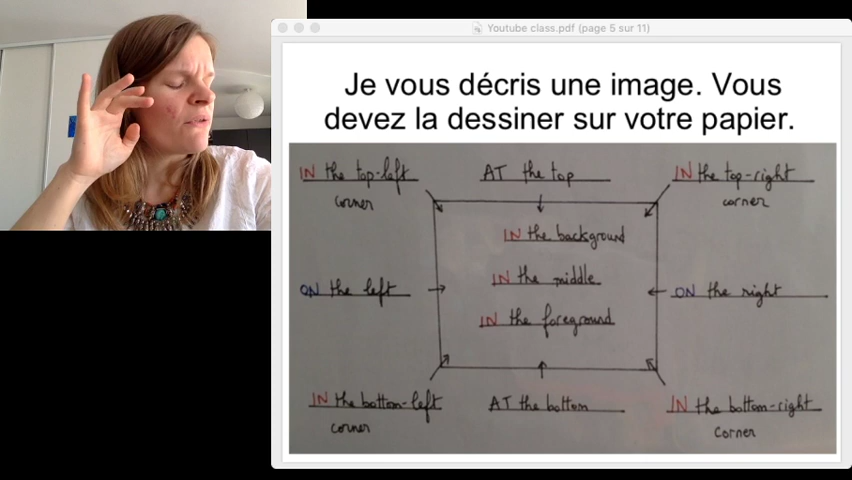 Youtube class.pdf (page 5 sur 11)
Je vous décris une image. Vous
devez la dessiner sur votre papier.
IN the top-left AT the top IN the top-right
corner corner
IN the background
IN the middle
ON the left ON the right
IN the foreground
IN the bottom-left AT the bottom IN the bottom-right
corner corner